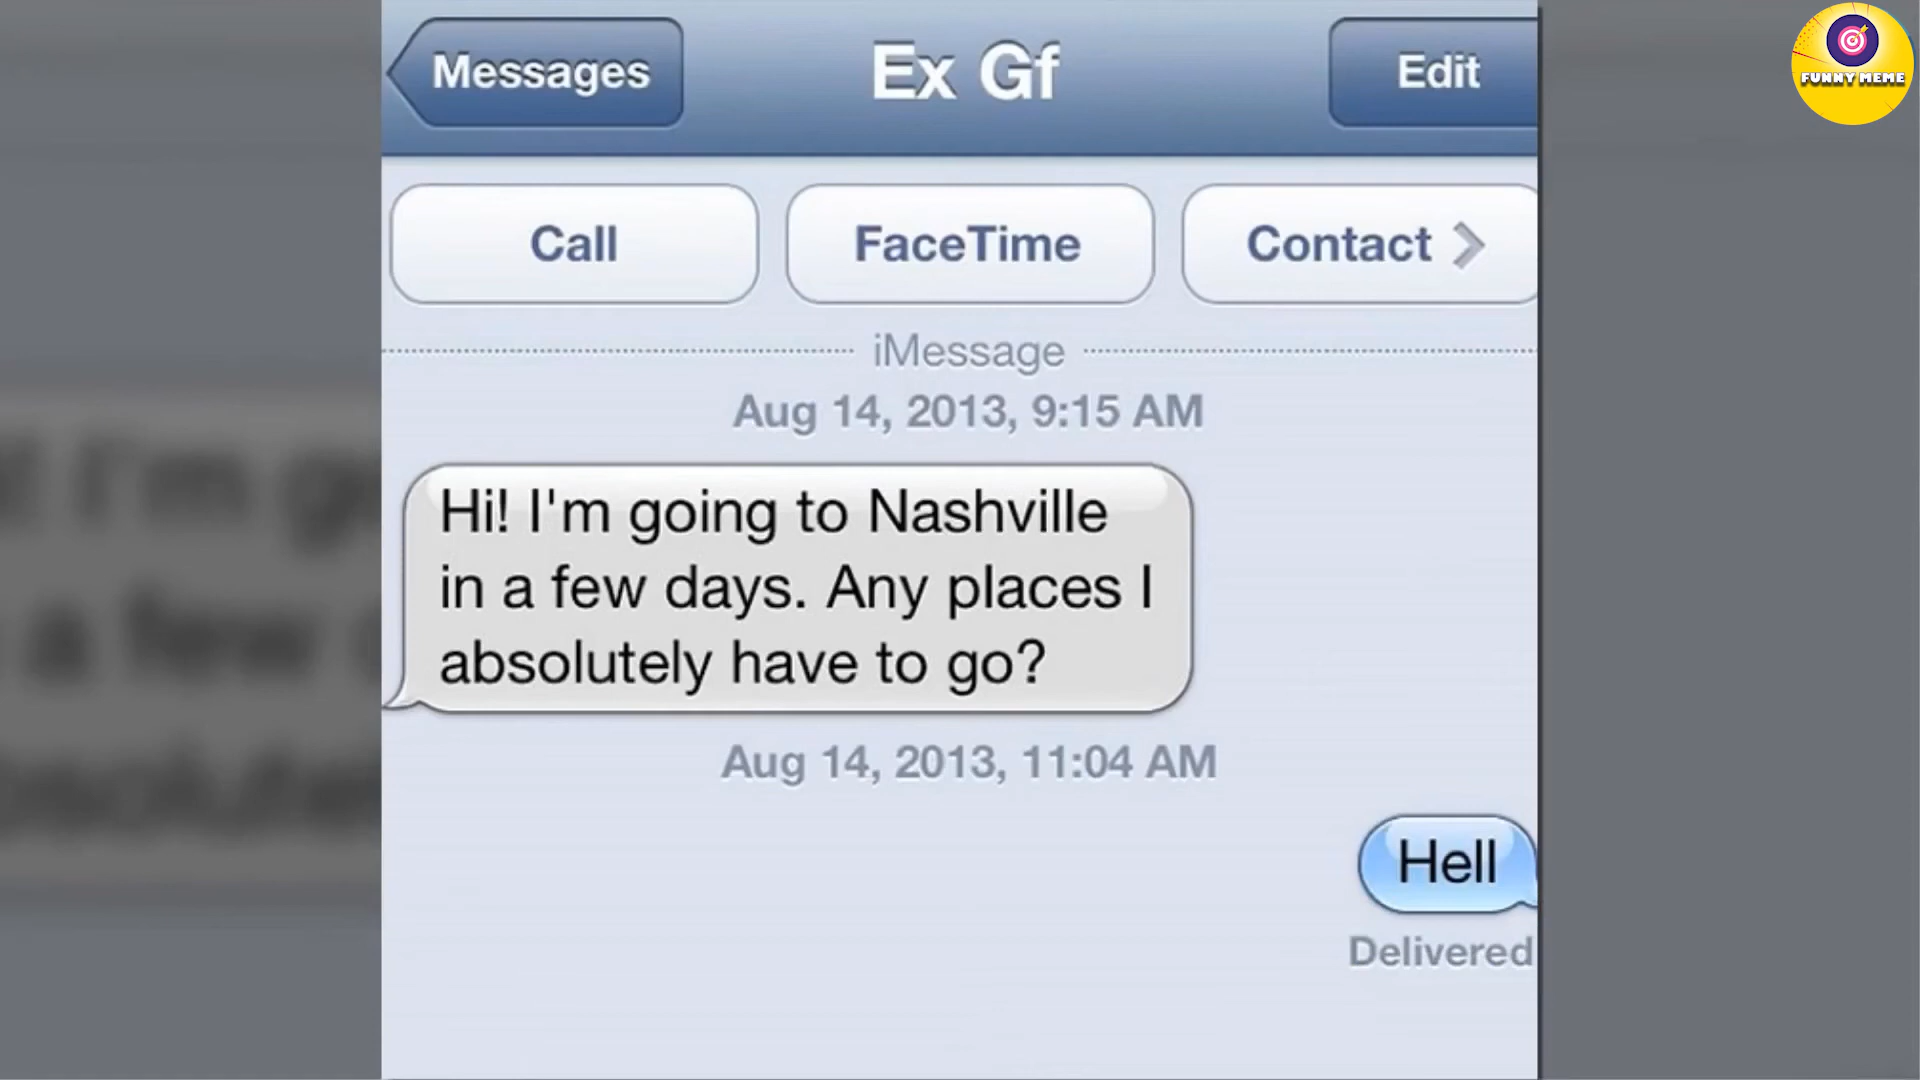 Messages
Ex Gf
Edit
FUNNY MEME
Call
FaceTime
Contact
iMessage
Aug 14, 2013, 9:15 AM
Hi! I'm going to Nashville
in a few days. Any places I
absolutely have to go?
Aug 14, 2013, 11:04 AM
Hell
Delivered